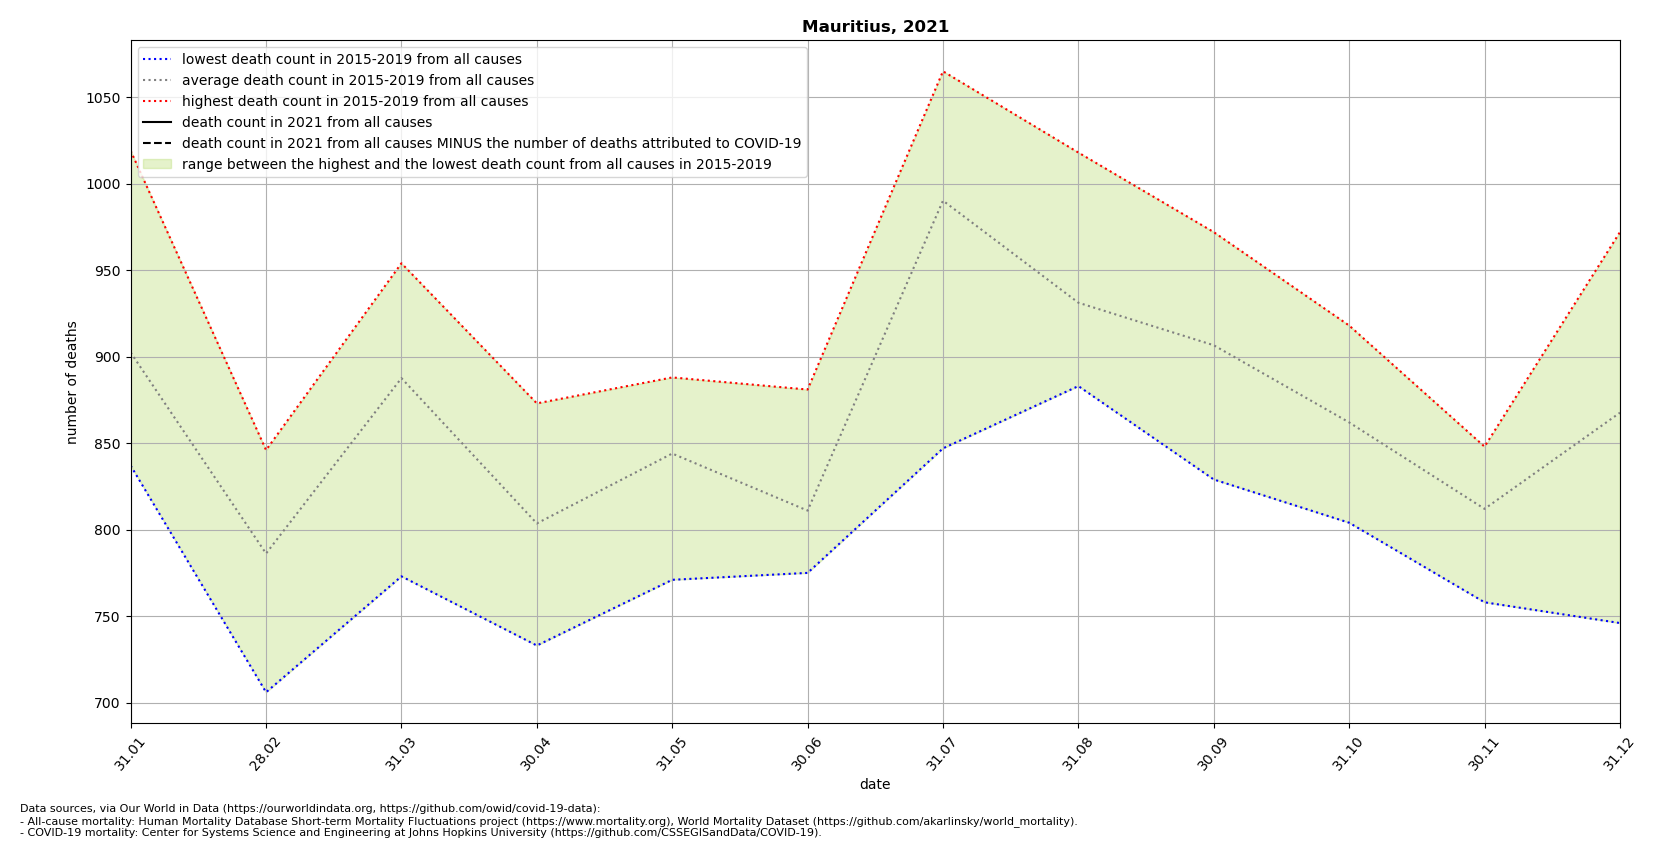 Mauritius, 2021
lowest death count in 2015-2019 from all causes
average death count in 2015-2019 from all causes
highest death count in 2015-2019 from all causes
death count in 2021 from all causes
death count in 2021 from all causes MINUS the number of deaths attributed to COVID-19
range between the highest and the lowest death count from all causes in 2015-2019
1050
1000
950
900
850
800
750
700
number of deaths
31.01
28.02
31.03
30.04
31.05
30.06
31.07
31.08
30.09
31.10
30.11
31.12
date
Data sources, via Our World in Data (https://ourworldindata.org, https://github.com/owid/covid-19-data):
- All-cause mortality: Human Mortality Database Short-term Mortality Fluctuations project (https://www.mortality.org), World Mortality Dataset (https://github.com/akarlinsky/world_mortality).
- COVID-19 mortality: Center for Systems Science and Engineering at Johns Hopkins University (https://github.com/CSSEGISandData/COVID-19).